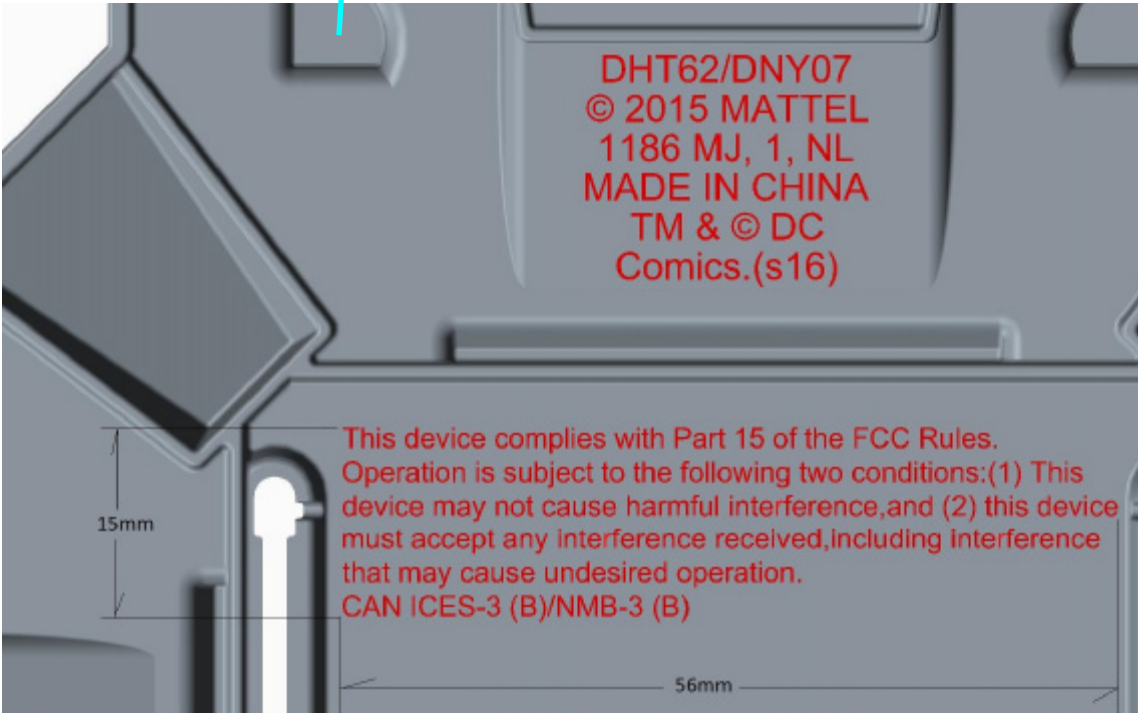 DHT62/DNY07
© 2015 MATTEL
1186 MJ, 1, NL
MADE IN CHINA
TM & © DC
Comics.(s16)
This device complies with Part 15 of the FCC Rules.
Operation is subject to the following two conditions:(1) This
device may not cause harmful interference,and (2) this device
must accept any interference received,including interference
that may cause undesired operation.
CAN ICES-3 (B)/NMB-3 (B)
15mm
56mm